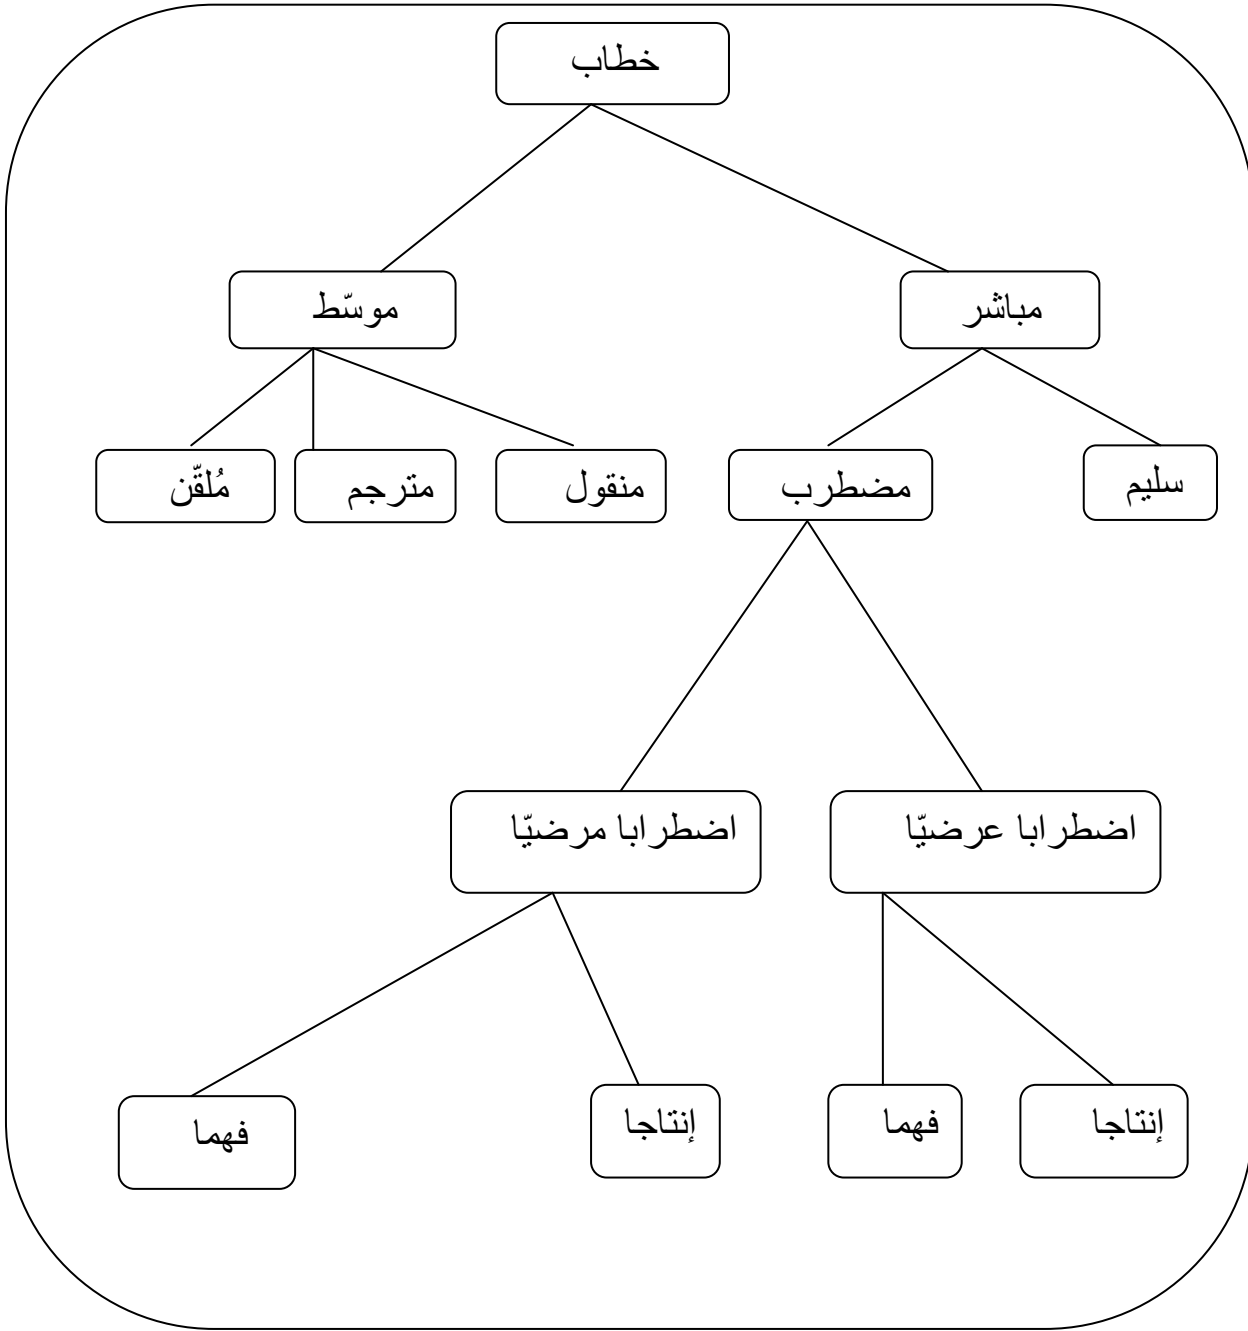 خطاب
مباشر
موسّط
سليم
مضطرب
منقول
مترجم
مُلقّن
اضطرابا عرضيّا
اضطرابا مرضيّا
إنتاجا
فهما
إنتاجا
فهما